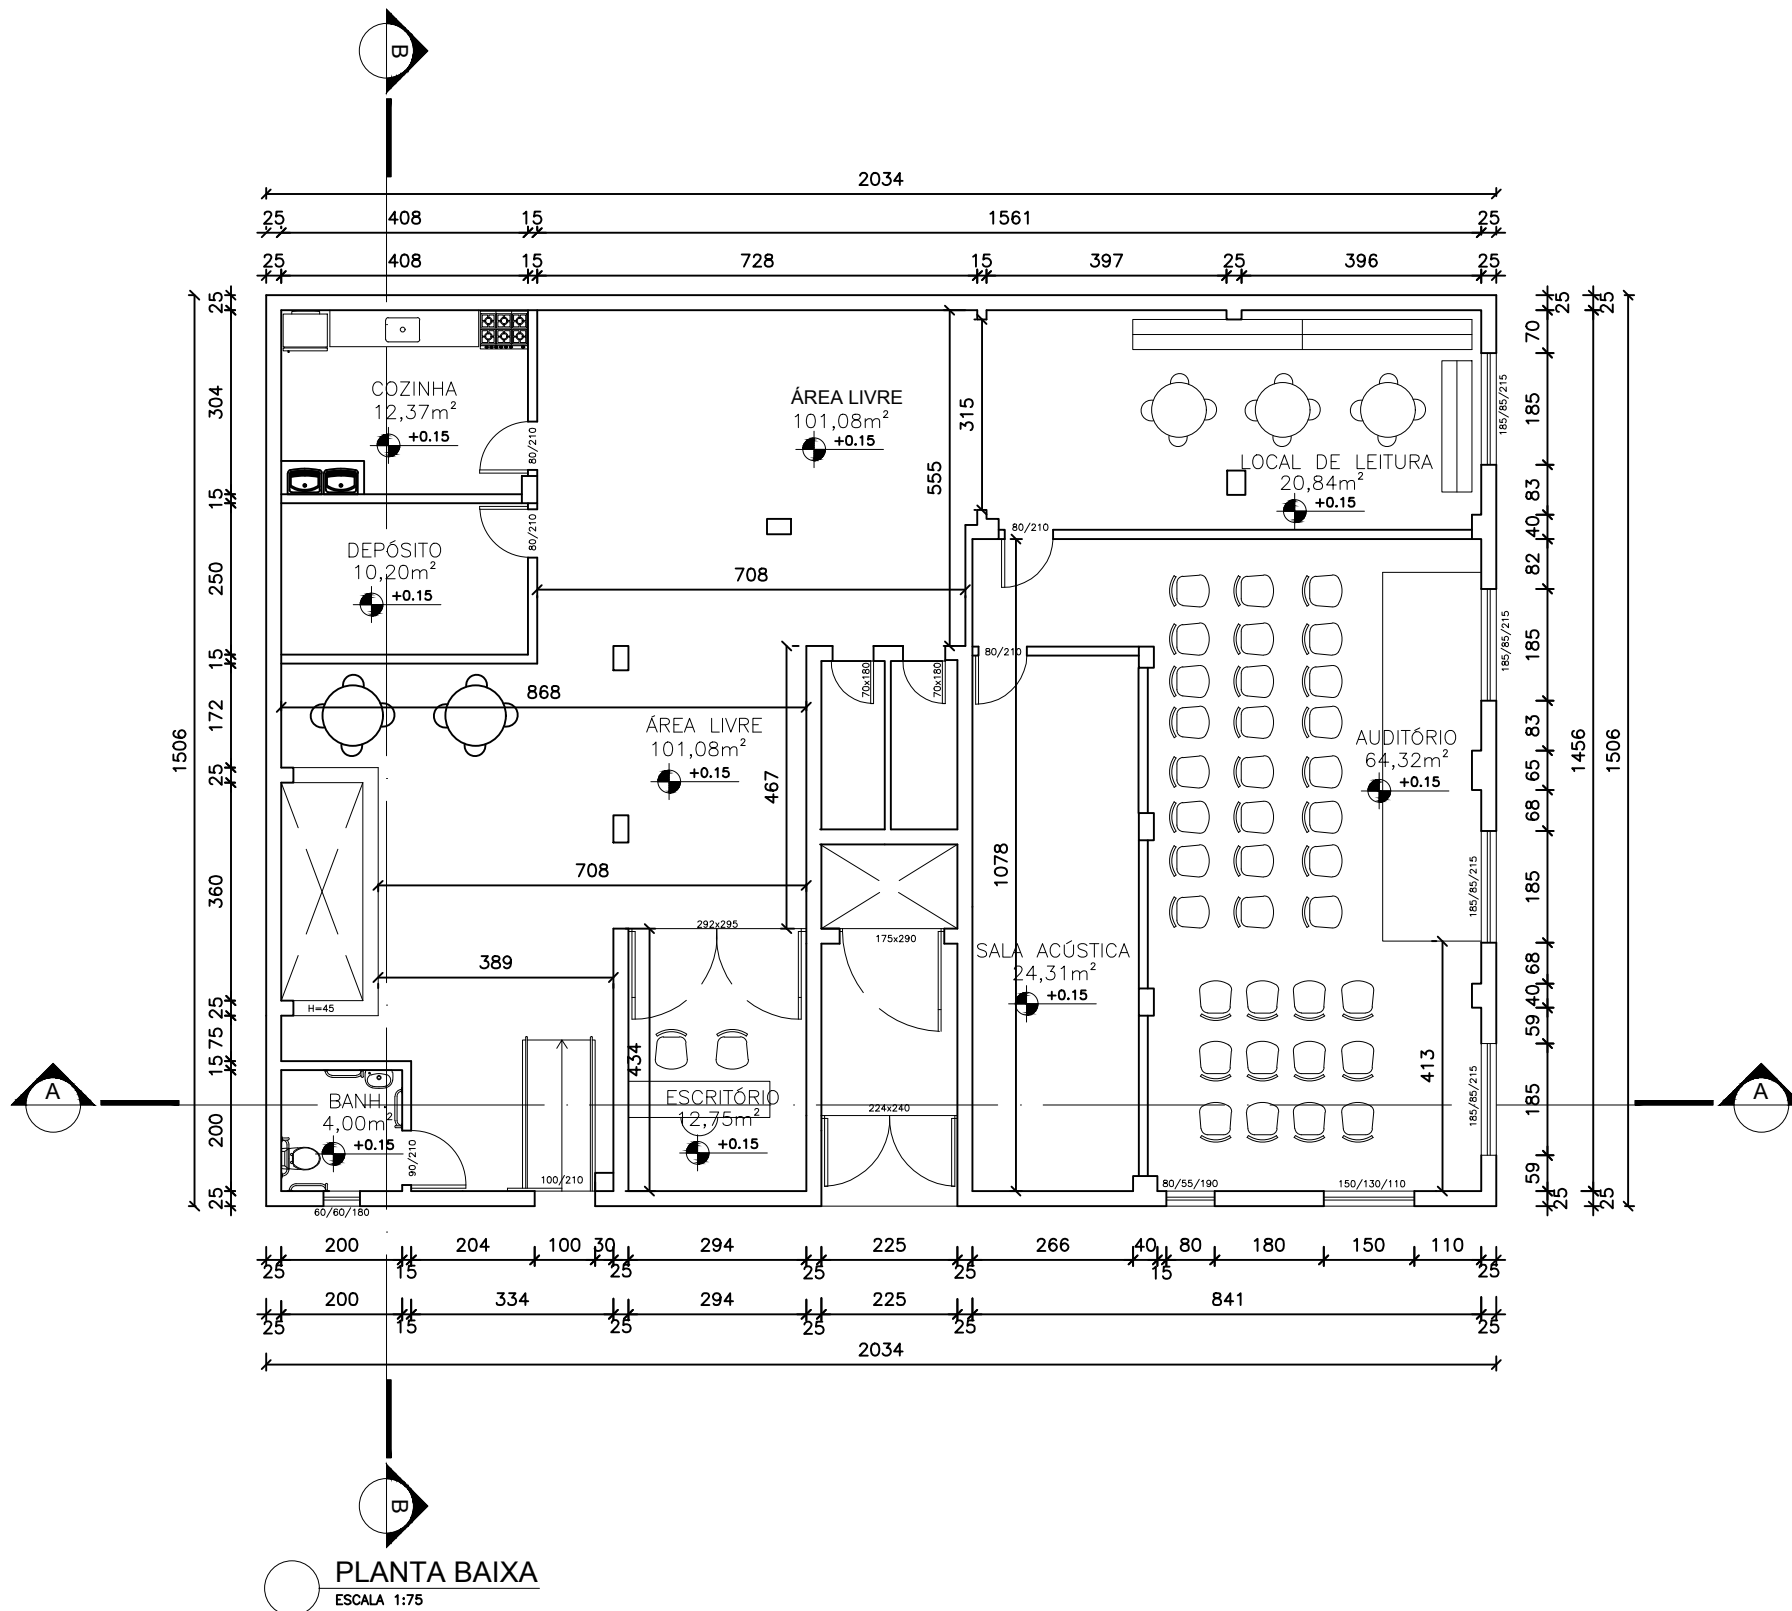 B
2034
25 408 15 1561 25
25 408 15 728 15 397 25 396 25
25
304
15
250
15
172
25
360
25
75
15
200
25
1506
COZINHA
12,37m²
+0.15
80/210
ÁREA LIVRE
101,08m²
+0.15
315
555
LOCAL DE LEITURA
20,84m²
+0.15
185/85/215
80/210
DEPÓSITO
10,20m²
+0.15
80/210
708
80/210
70x180
70x180
868
ÁREA LIVRE
101,08m²
+0.15
467
708
1078
AUDITÓRIO
64,32m²
+0.15
185/85/215
185/85/215
292x295
175x290
389
SALA ACÚSTICA
24,31m²
+0.15
H=45
434
413
BANH.
4,00m²
+0.15
90/210
100/210
60/60/180
ESCRITÓRIO
12,75m²
+0.15
224x240
185/85/215
80/55/190
150/130/110
25
70
185
83
40
82
185
83
65
68
185
68
40
59
185
59
25
25
1456
25
1506
A
A
200 204 100 30 294 225 266 40 80 180 150 110
25 15 25 25 25 15 25
200 334 294 225 841
25 15 25 25 25 25
2034
B
PLANTA BAIXA
ESCALA 1:75